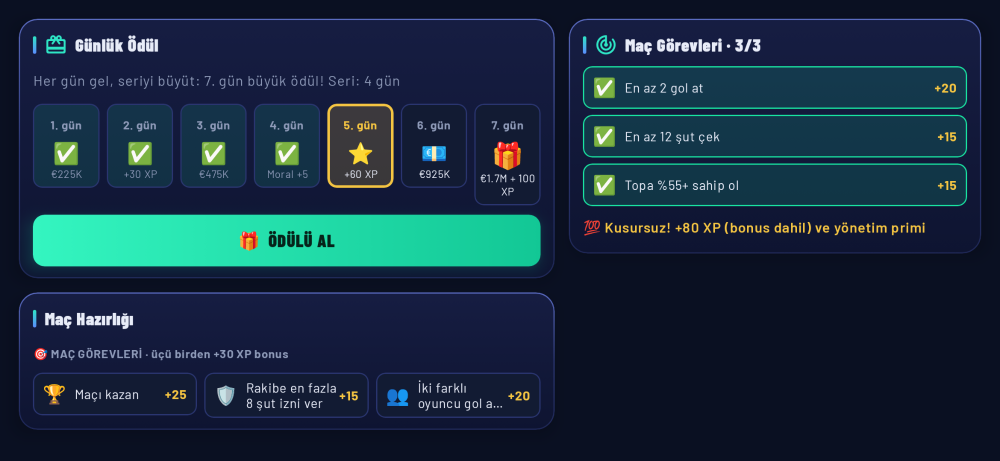 Günlük Ödül
Her gün gel, seriyi büyüt: 7. gün büyük ödül! Seri: 4 gün
1. gün
€225K
2. gün
+30 XP
3. gün
€475K
4. gün
Moral +5
5. gün
+60 XP
6. gün
€925K
7. gün
€1.7M + 100
XP
ÖDÜLÜ AL
Maç Hazırlığı
MAÇ GÖREVLERİ · üçü birden +30 XP bonus
Maçı kazan +25
Rakibe en fazla
8 şut izni ver
+15
İki farklı
oyuncu gol a...
+20
Maç Görevleri · 3/3
En az 2 gol at +20
En az 12 şut çek +15
Topa %55+ sahip ol +15
💯 Kusursuz! +80 XP (bonus dahil) ve yönetim primi